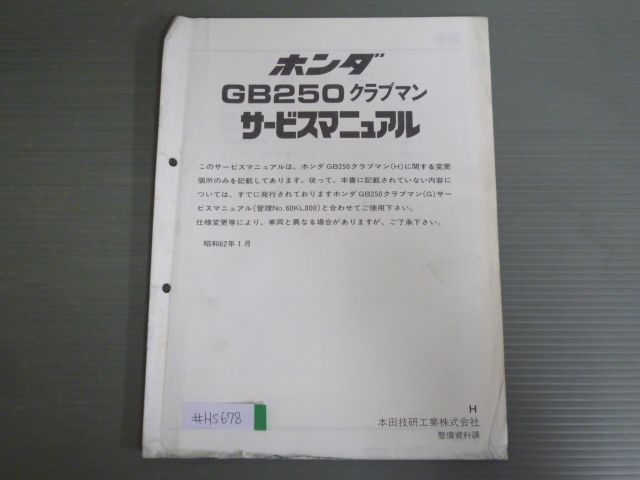 ホンダ
GB250 クラブマン
サービスマニュアル
このサービスマニュアルは、ホンダ GB250クラブマン(H)に関する変更
個所のみを記載してあります。従って、本書に記載されていない内容に
ついては、すでに発行されておりますホンダGB250クラブマン(G)サー
ビスマニュアル(管理No.60KL800)と合わせてご使用下さい。
仕様変更等により、車両と異なる場合がありますが、ご了承下さい。
昭和62年1月
H
本田技研工業株式会社
整備資料課
#HS678